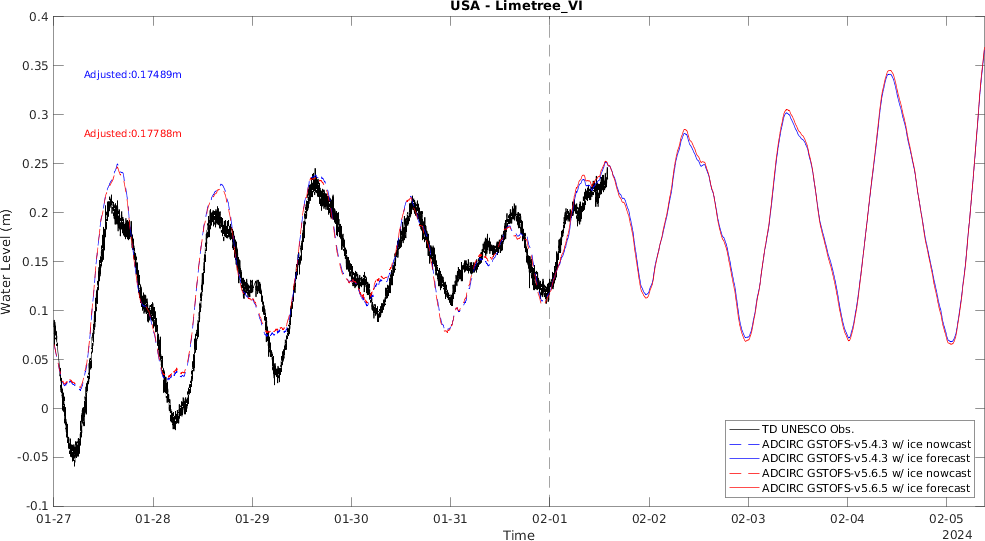 USA - Limetree_VI
0.4
0.35
0.3
0.25
0.2
0.15
0.1
0.05
0
-0.05
-0.1
Water Level (m)
Adjusted:0.17489m
Adjusted:0.17788m
TD UNESCO Obs.
ADCIRC GSTOFS-v5.4.3 w/ ice nowcast
ADCIRC GSTOFS-v5.4.3 w/ ice forecast
ADCIRC GSTOFS-v5.6.5 w/ ice nowcast
ADCIRC GSTOFS-v5.6.5 w/ ice forecast
01-27 01-28 01-29 01-30 01-31 02-01 02-02 02-03 02-04 02-05
Time
2024